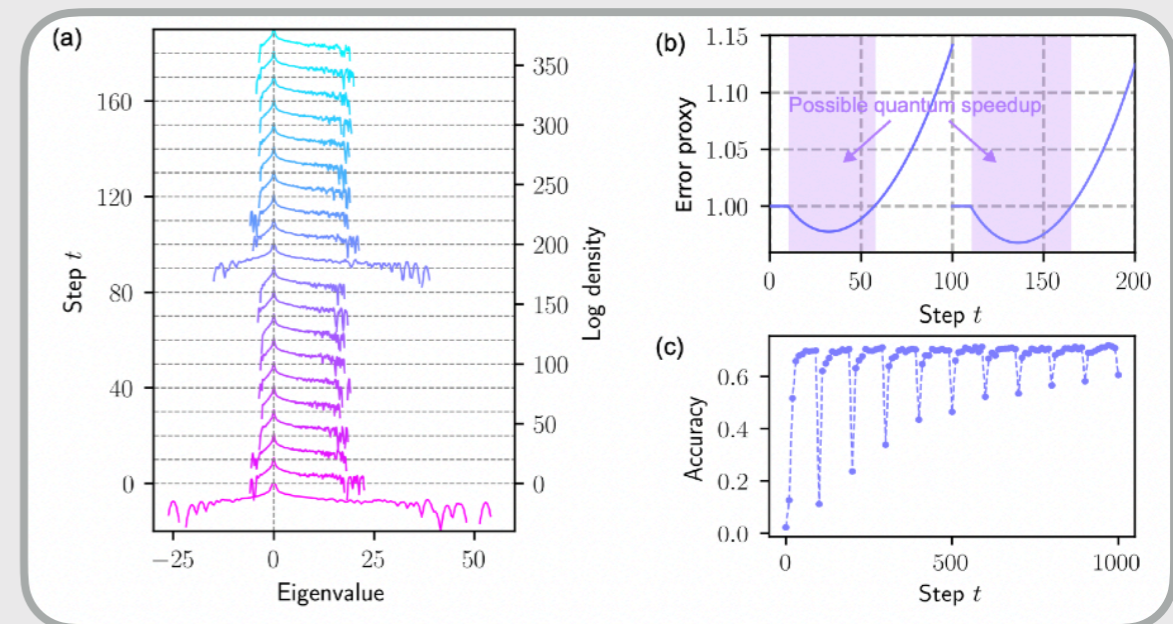 (a)
160
120
80
40
0
Step t
350
300
250
200
150
100
50
0
Log density
−25 0 25 50
Eigenvalue
(b)
1.15
1.10
1.05
1.00
Error proxy
Possible quantum speedup
0 50 100 150 200
Step t
(c)
0.6
0.4
0.2
0.0
Accuracy
0 500 1000
Step t